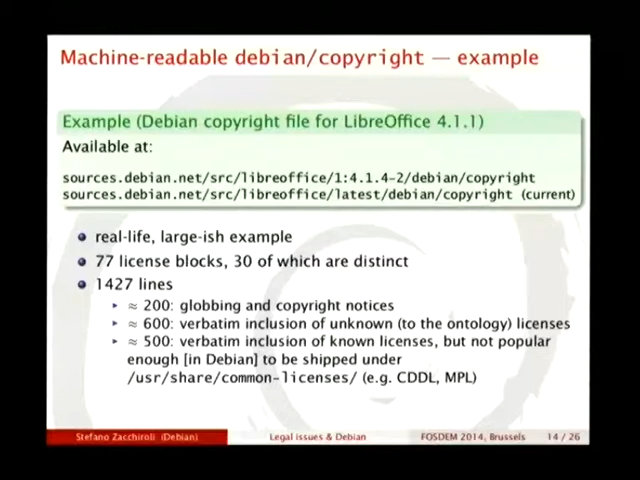 Machine-readable debian/copyright — example
Example (Debian copyright file for LibreOffice 4.1.1)
Available at:
sources.debian.net/src/libreoffice/1:4.1.4-2/debian/copyright
sources.debian.net/src/libreoffice/latest/debian/copyright (current)
real-life, large-ish example
77 license blocks, 30 of which are distinct
1427 lines
≈ 200: globbing and copyright notices
≈ 600: verbatim inclusion of unknown (to the ontology) licenses
≈ 500: verbatim inclusion of known licenses, but not popular
enough [in Debian] to be shipped under
/usr/share/common-licenses/ (e.g. CDDL, MPL)
Stefano Zacchiroli (Debian) Legal issues & Debian FOSDEM 2014, Brussels 14 / 26